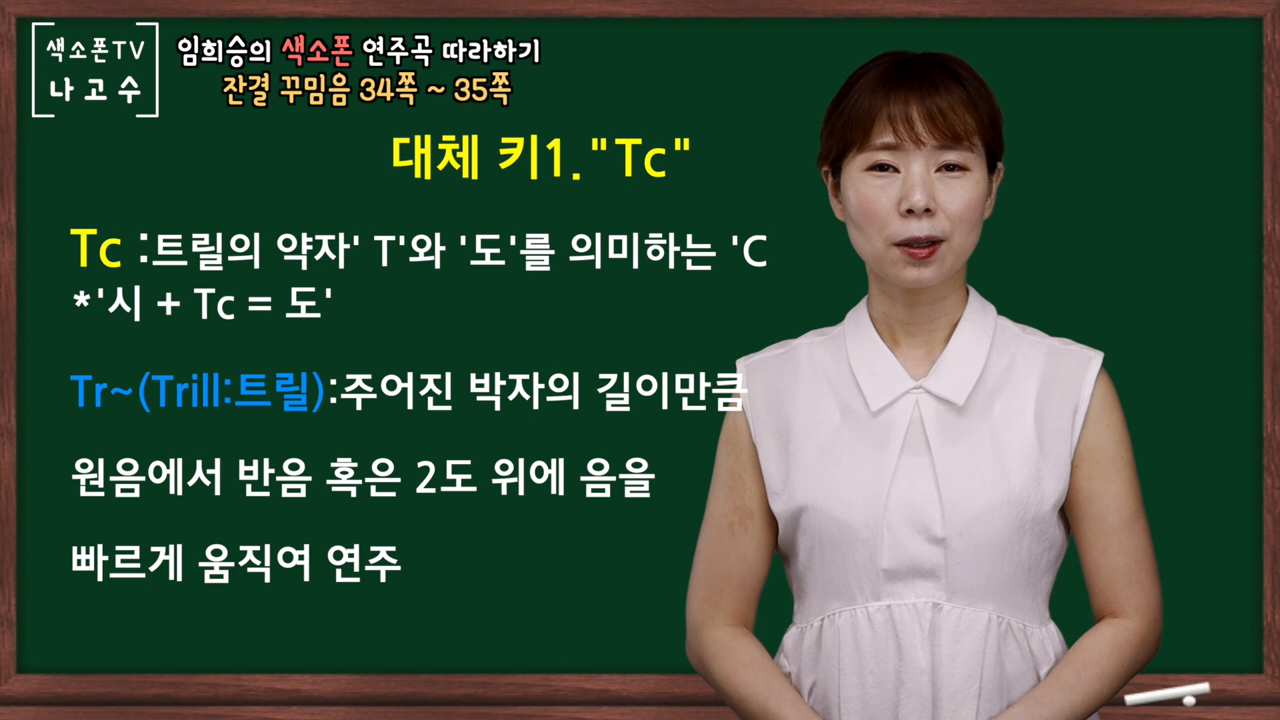 색소폰TV
나고수
임희승의 색소폰 연주곡 따라하기
잔결 꾸밈음 34쪽 ~ 35쪽
대체 키1."Tc"
Tc :트릴의 약자' T'와 '도'를 의미하는 'C
*'시 + Tc = 도'
Tr~(Trill:트릴):주어진 박자의 길이만큼
원음에서 반음 혹은 2도 위에 음을
빠르게 움직여 연주